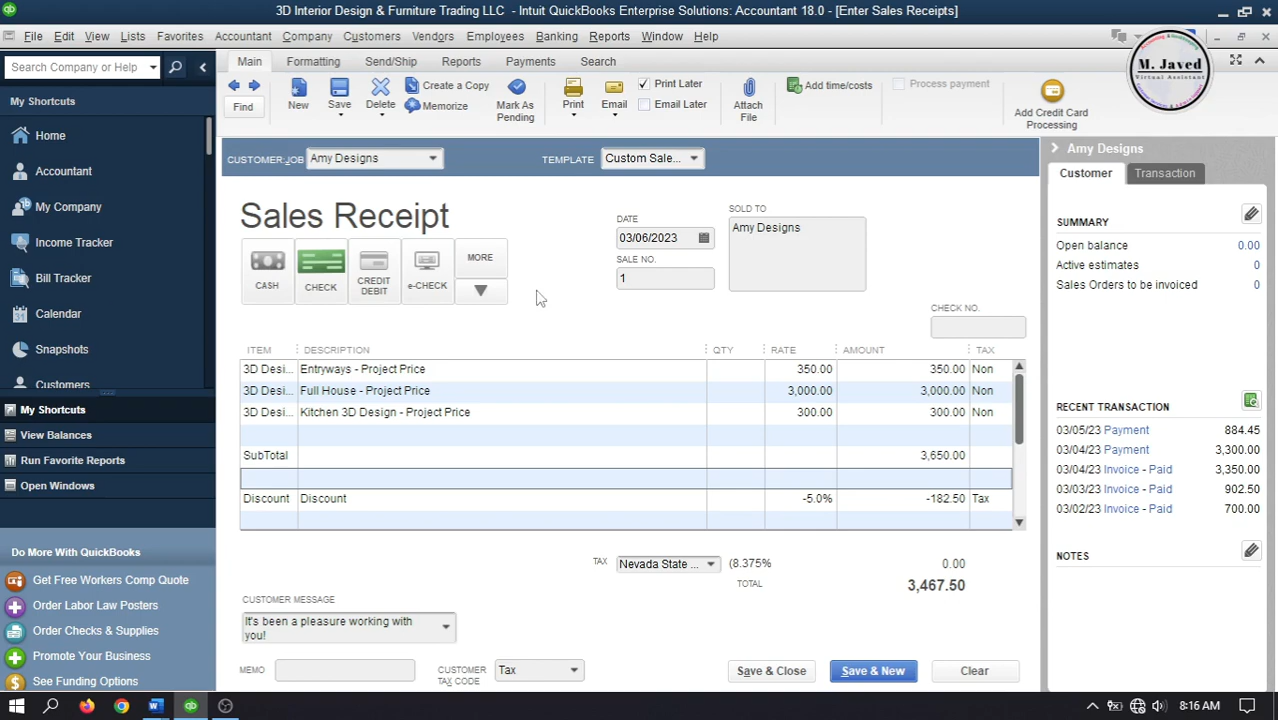 3D Interior Design & Furniture Trading LLC - Intuit QuickBooks Enterprise Solutions: Accountant 18.0 - [Enter Sales Receipts]
File Edit View Lists Favorites Accountant Company Customers Vendors Employees Banking Reports Window Help
Search Company or Help
My Shortcuts
Home
Accountant
My Company
Income Tracker
Bill Tracker
Calendar
Snapshots
Customers
My Shortcuts
View Balances
Run Favorite Reports
Open Windows
Do More With QuickBooks
Get Free Workers Comp Quote
Order Labor Law Posters
Order Checks & Supplies
Promote Your Business
See Funding Options
Main Formatting Send/Ship Reports Payments Search
Find
New
Save
Delete
Create a Copy
Memorize
Mark As
Pending
Print
Email
Print Later
Email Later
Attach
File
Add time/costs
Process payment
Add Credit Card
Processing
M. Javed
Virtual Assistant
CUSTOMER:JOB Amy Designs TEMPLATE Custom Sale...
Sales Receipt
CASH
CHECK
CREDIT
DEBIT
e-CHECK
MORE
DATE
03/06/2023
SALE NO.
1
SOLD TO
Amy Designs
CHECK NO.
ITEM DESCRIPTION QTY RATE AMOUNT TAX
3D Desi... Entryways - Project Price 350.00 350.00 Non
3D Desi... Full House - Project Price 3,000.00 3,000.00 Non
3D Desi... Kitchen 3D Design - Project Price 300.00 300.00 Non
SubTotal 3,650.00
Discount Discount -5.0% -182.50 Tax
TAX Nevada State ... (8.375% 0.00
TOTAL 3,467.50
CUSTOMER MESSAGE
It's been a pleasure working with
you!
MEMO
CUSTOMER
TAX CODE
Tax
Save & Close Save & New Clear
Amy Designs
Customer Transaction
SUMMARY
Open balance 0.00
Active estimates 0
Sales Orders to be invoiced 0
RECENT TRANSACTION
03/05/23 Payment 884.45
03/04/23 Payment 3,300.00
03/04/23 Invoice - Paid 3,350.00
03/03/23 Invoice - Paid 902.50
03/02/23 Invoice - Paid 700.00
NOTES
8:16 AM